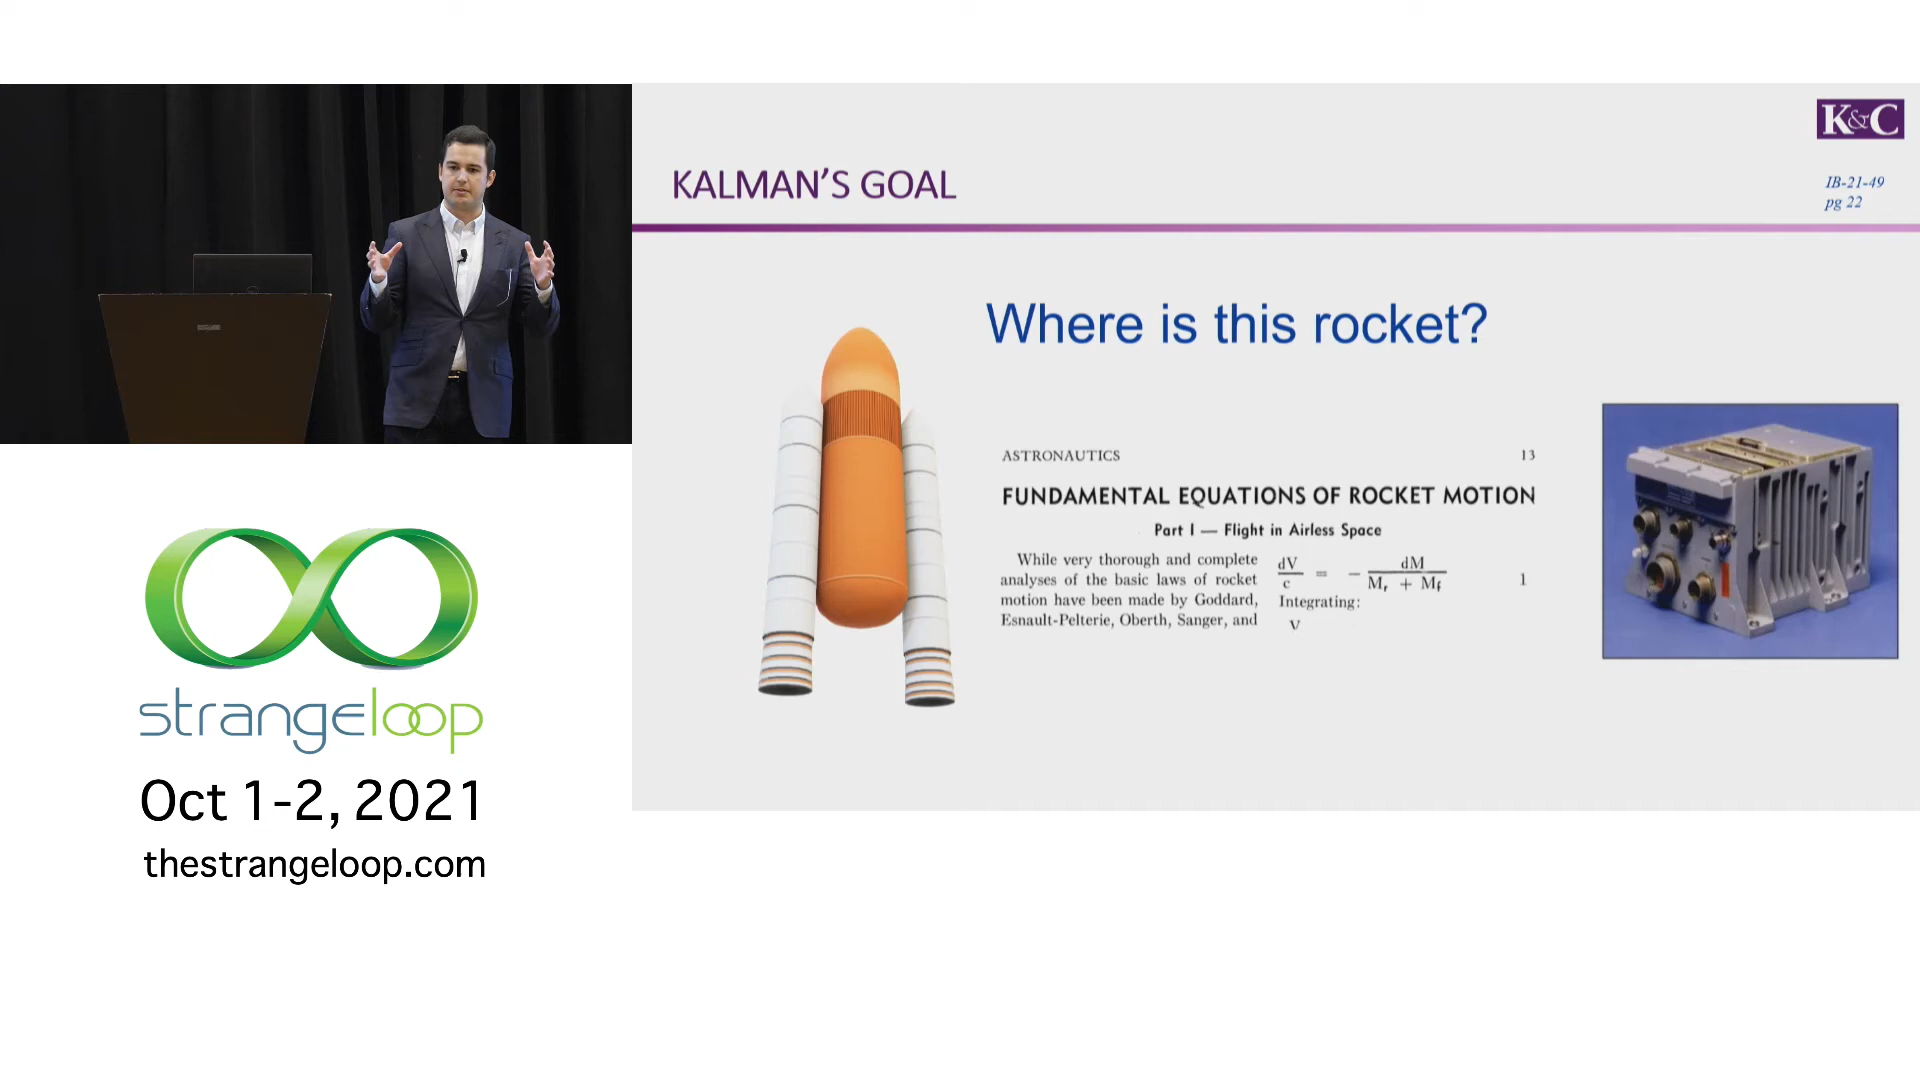 K&C
KALMAN'S GOAL
IB-21-49
pg 22
Where is this rocket?
ASTRONAUTICS 13
FUNDAMENTAL EQUATIONS OF ROCKET MOTION
Part I — Flight in Airless Space
While very thorough and complete
analyses of the basic laws of rocket
motion have been made by Goddard,
Esnault-Pelterie, Oberth, Sanger, and
dV/c = - dM/(Mr + Mf) 1
Integrating:
V
strangeloop
Oct 1-2, 2021
thestrangeloop.com